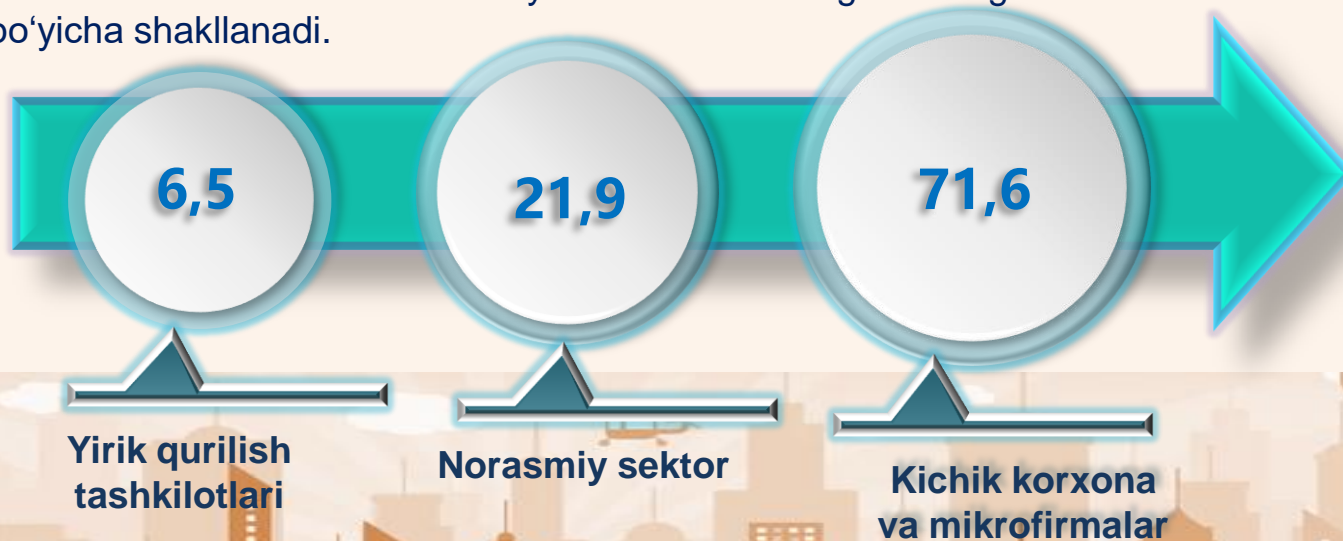 bo‘yicha shakllanadi.
6,5
21,9
71,6
Yirik qurilish
tashkilotlari
Norasmiy sektor
Kichik korxona
va mikrofirmalar